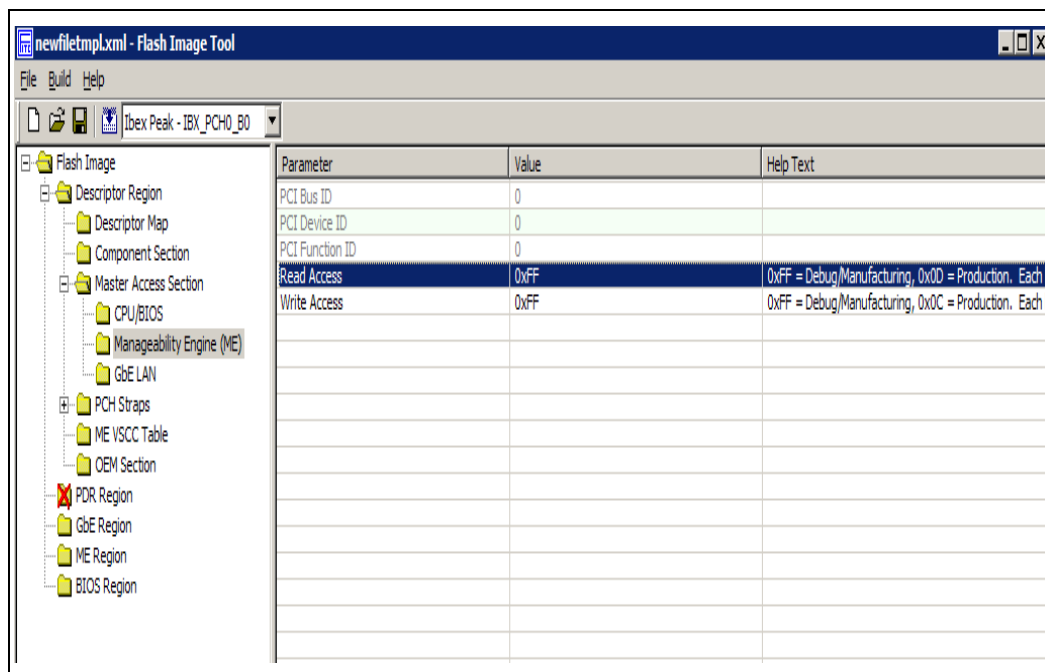 newfiletmpl.xml - Flash Image Tool
File Build Help
Ibex Peak - IBX_PCH0_B0
Flash Image
Descriptor Region
Descriptor Map
Component Section
Master Access Section
CPU/BIOS
Manageability Engine (ME)
GbE LAN
PCH Straps
ME VSCC Table
OEM Section
PDR Region
GbE Region
ME Region
BIOS Region
Parameter Value Help Text
PCI Bus ID 0
PCI Device ID 0
PCI Function ID 0
Read Access 0xFF 0xFF = Debug/Manufacturing, 0x0D = Production. Each
Write Access 0xFF 0xFF = Debug/Manufacturing, 0x0C = Production. Each